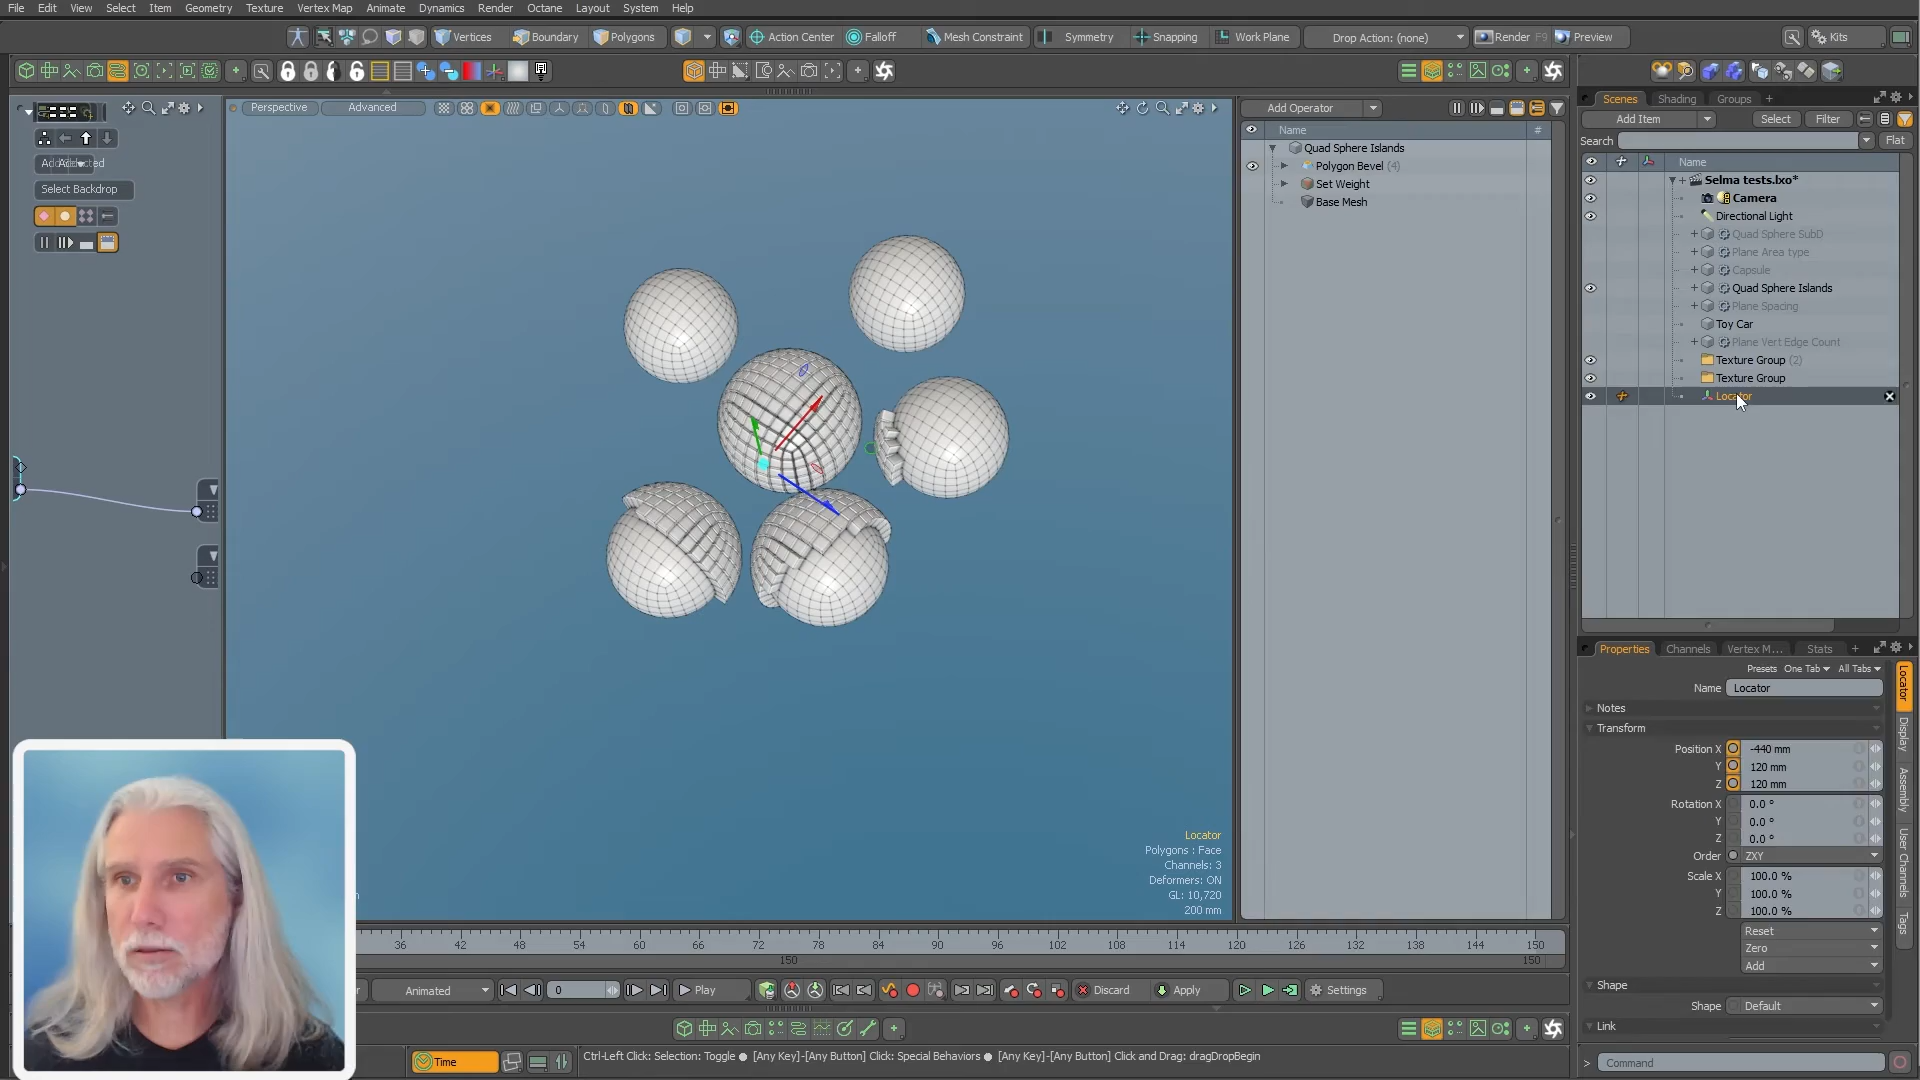 File Edit View Select Item Geometry Texture Vertex Map Animate Dynamics Render Octane Layout System Help
Vertices Boundary Polygons Action Center Falloff Mesh Constraint Symmetry Snapping Work Plane Drop Action: (none) Render F9 Preview Kits
Perspective Advanced
Add Operator
Scenes Shading Groups +
Add Item Select Filter
Search Flat
Name #
Name
Select Backdrop
Quad Sphere Islands
Polygon Bevel (4)
Set Weight
Base Mesh
Selma tests.lxo*
Camera
Directional Light
Quad Sphere SubD
Plane Area type
Capsule
Quad Sphere Islands
Plane Spacing
Toy Car
Plane Vert Edge Count
Texture Group (2)
Texture Group
Locator
Properties Channels Vertex M... Stats +
Presets One Tab All Tabs
Name Locator
Notes
Transform
Position X -440 mm
Y 120 mm
Z 120 mm
Rotation X 0.0 °
Y 0.0 °
Z 0.0 °
Order ZXY
Scale X 100.0 %
Y 100.0 %
Z 100.0 %
Reset
Zero
Add
Shape
Shape Default
Link
Locator
Display
Assembly
User Channels
Tags
Locator
Polygons : Face
Channels: 3
Deformers: ON
GL: 10,720
200 mm
36 42 48 54 60 66 72 78 84 90 96 102 108 114 120 126 132 138 144 150
150 150
Animated 0 Play Discard Apply Settings
Time
Ctrl-Left Click: Selection: Toggle ● [Any Key]-[Any Button] Click: Special Behaviors ● [Any Key]-[Any Button] Click and Drag: dragDropBegin
> Command